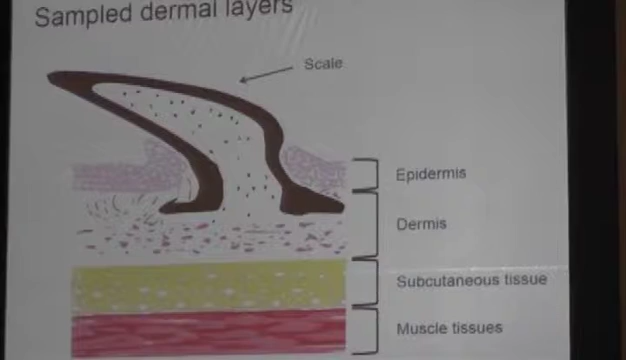 Sampled dermal layers
Scale
Epidermis
Dermis
Subcutaneous tissue
Muscle tissues